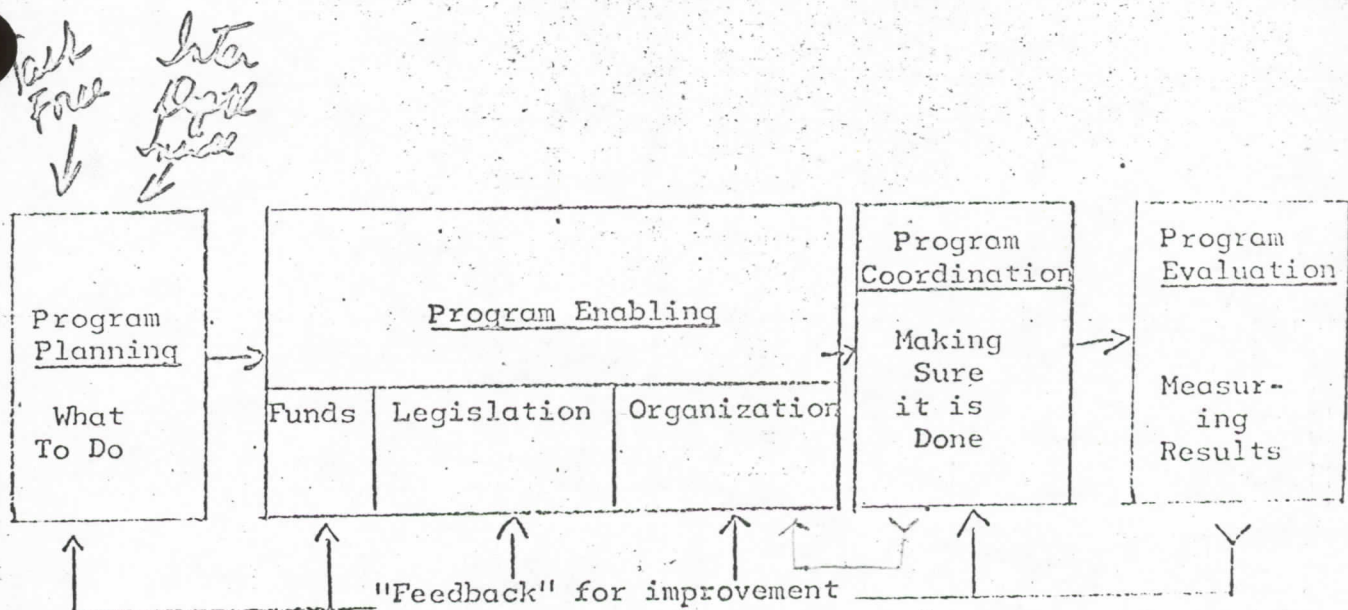 Task
Force
Inter
Program
Planning
What
To Do
Program Enabling
Funds
Legislation
Organization
Program
Coordination
Making
Sure
it is
Done
Program
Evaluation
Measur-
ing
Results
"Feedback" for improvement